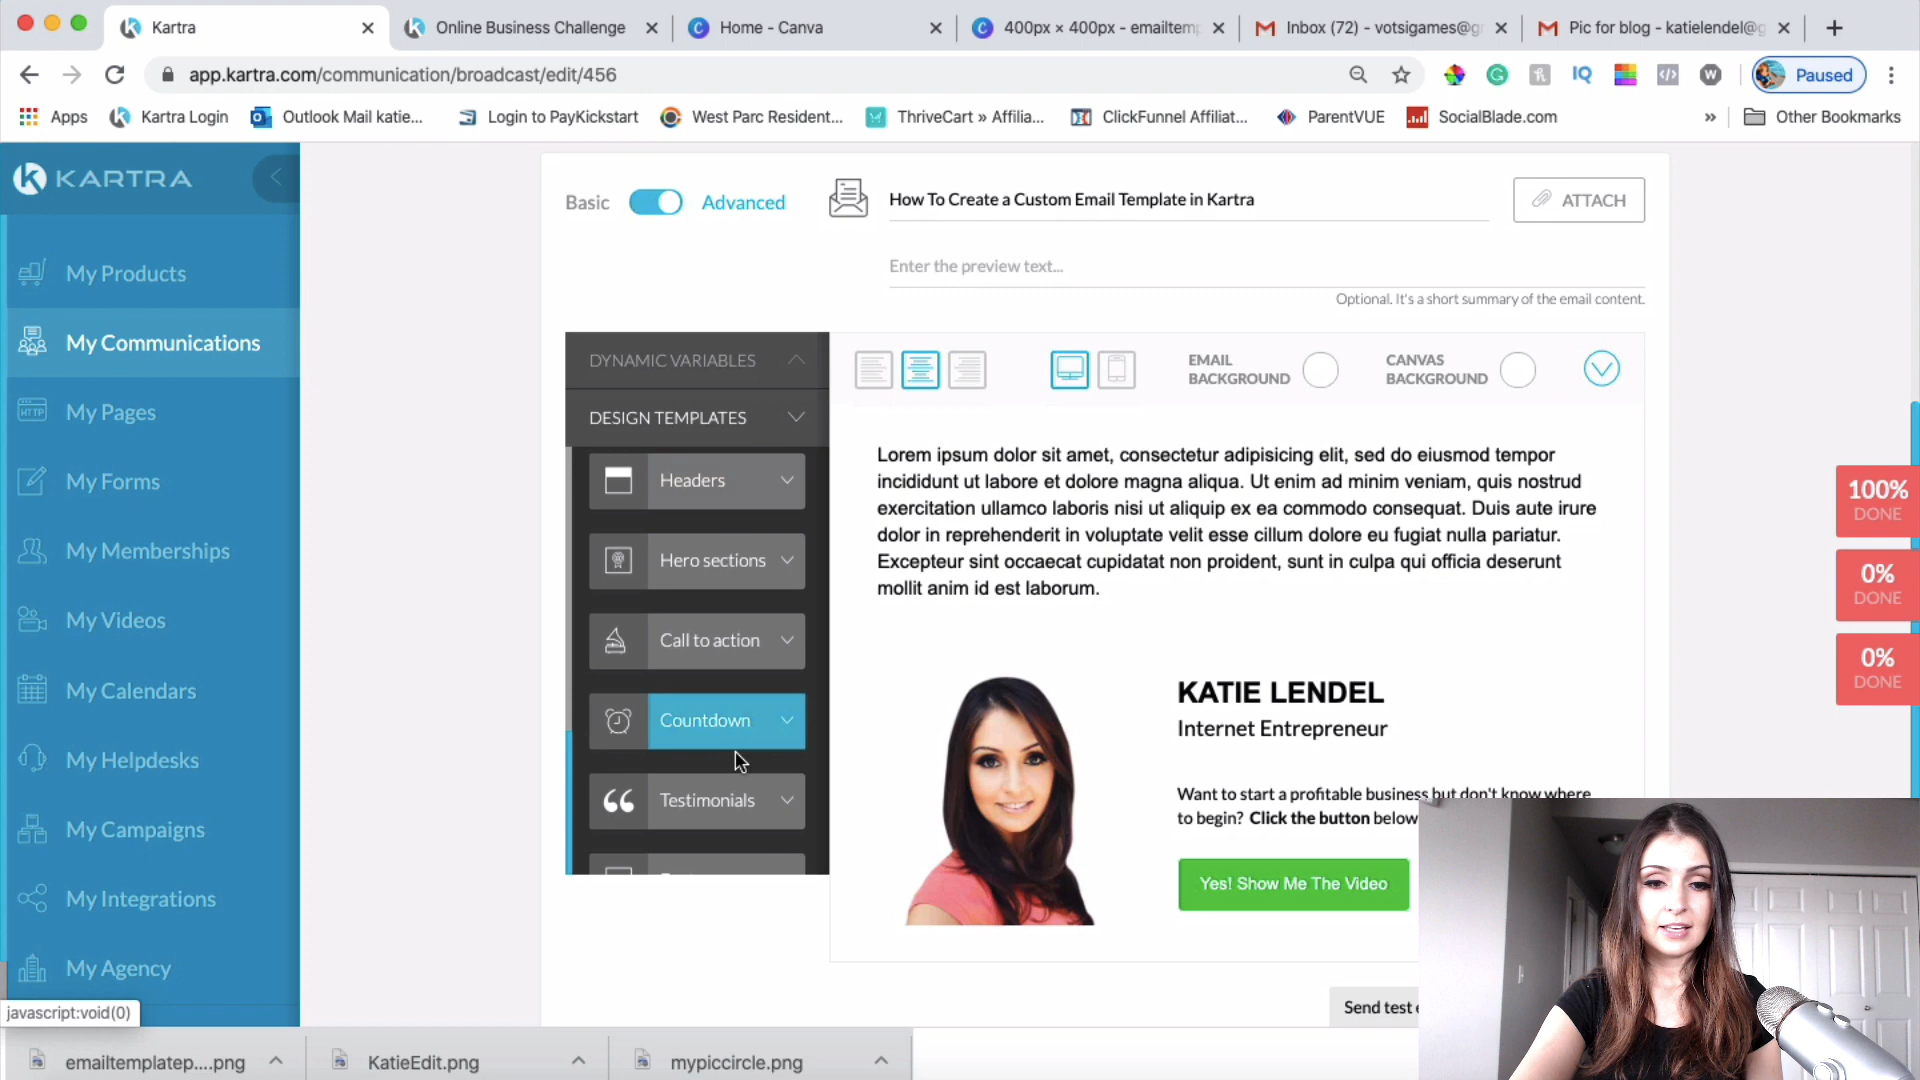 Kartra
Online Business Challenge
Home - Canva
400px × 400px - emailtemp
Inbox (72) - votsigames@g
Pic for blog - katielendel@g
app.kartra.com/communication/broadcast/edit/456
IQ
W
Paused
Apps
Kartra Login
Outlook Mail katie...
Login to PayKickstart
West Parc Resident...
ThriveCart » Affilia...
ClickFunnel Affiliat...
ParentVUE
SocialBlade.com
»
Other Bookmarks
KARTRA
My Products
My Communications
HTTP
My Pages
My Forms
My Memberships
My Videos
My Calendars
My Helpdesks
My Campaigns
My Integrations
My Agency
javascript:void(0)
Basic
Advanced
How To Create a Custom Email Template in Kartra
ATTACH
Enter the preview text...
Optional. It's a short summary of the email content.
DYNAMIC VARIABLES
DESIGN TEMPLATES
Headers
Hero sections
Call to action
Countdown
Testimonials
EMAIL
BACKGROUND
CANVAS
BACKGROUND
Lorem ipsum dolor sit amet, consectetur adipisicing elit, sed do eiusmod tempor
incididunt ut labore et dolore magna aliqua. Ut enim ad minim veniam, quis nostrud
exercitation ullamco laboris nisi ut aliquip ex ea commodo consequat. Duis aute irure
dolor in reprehenderit in voluptate velit esse cillum dolore eu fugiat nulla pariatur.
Excepteur sint occaecat cupidatat non proident, sunt in culpa qui officia deserunt
mollit anim id est laborum.
KATIE LENDEL
Internet Entrepreneur
Want to start a profitable business but don't know where
to begin? Click the button below
Yes! Show Me The Video
Send test
100%
DONE
0%
DONE
0%
DONE
emailtemplatep....png
KatieEdit.png
mypiccircle.png